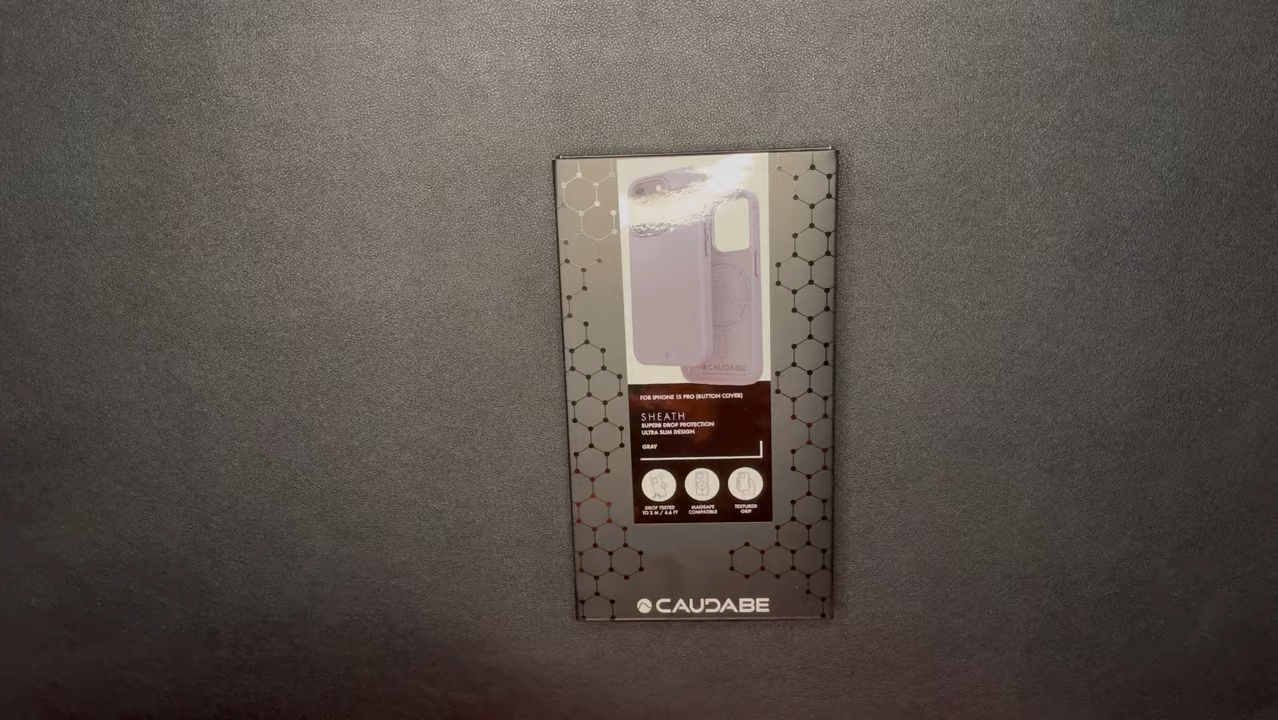 CAUDABE
FOR IPHONE 15 PRO (BUTTON COVER)
SHEATH
SUPERB DROP PROTECTION
ULTRA SLIM DESIGN
GRAY
DROP TESTED
TO 2 M / 6.6 FT
MAGSAFE
COMPATIBLE
TEXTURED
GRIP
CAUDABE